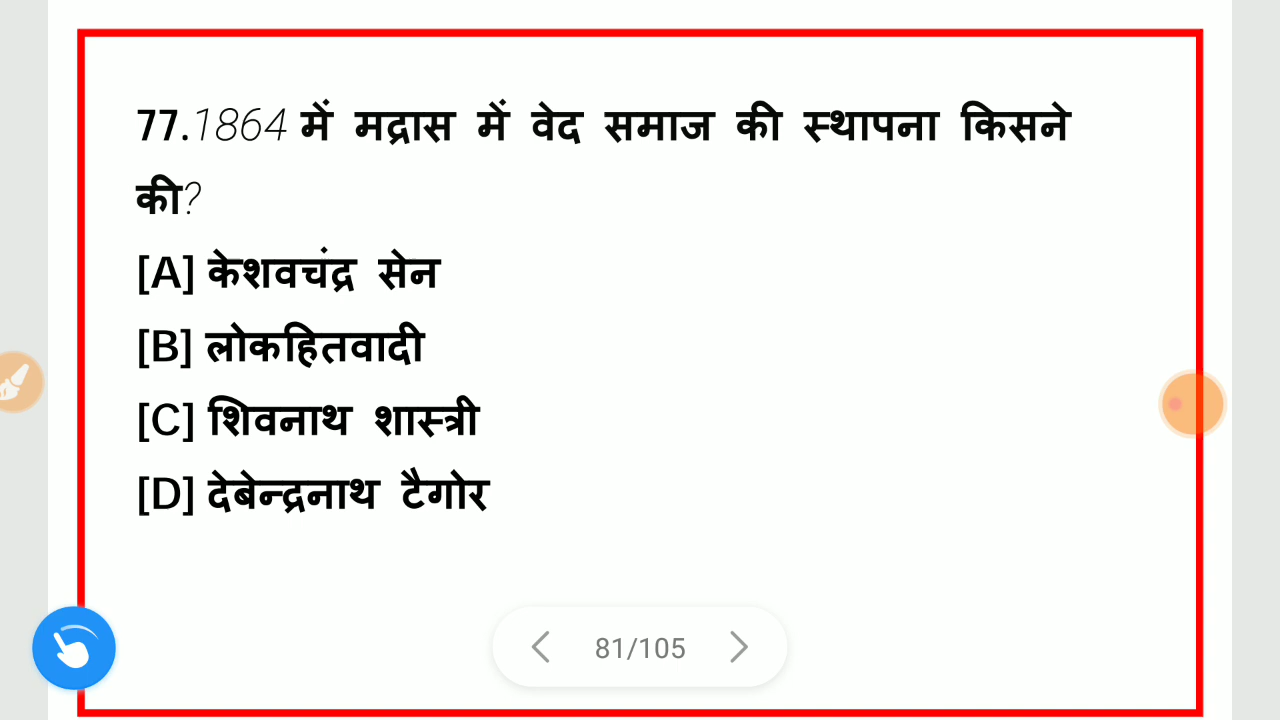 77.1864 में मद्रास में वेद समाज की स्थापना किसने
की?
[A] केशवचंद्र सेन
[B] लोकहितवादी
[C] शिवनाथ शास्त्री
[D] देबेन्द्रनाथ टैगोर
81/105